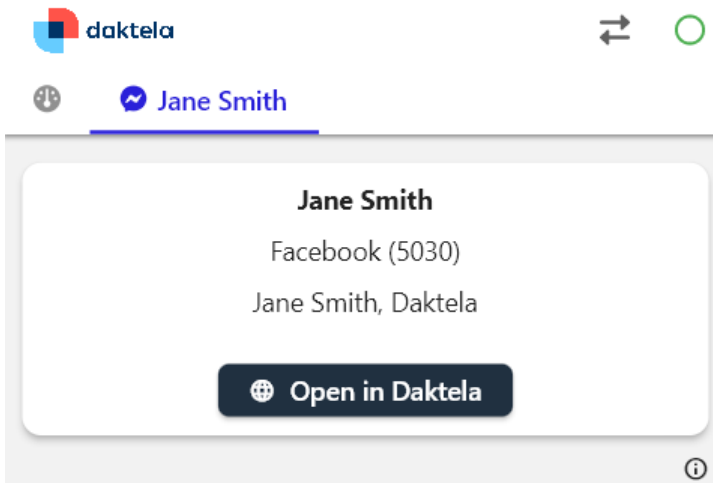 daktela
Jane Smith
Jane Smith
Facebook (5030)
Jane Smith, Daktela
Open in Daktela